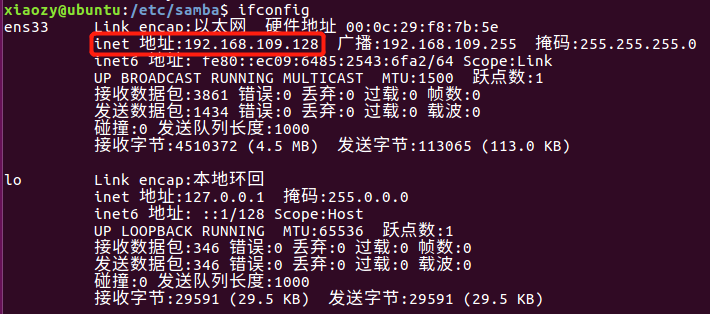 xiaozy@ubuntu:/etc/samba$ ifconfig
ens33 Link encap:以太网 硬件地址 00:0c:29:f8:7b:5e
inet 地址:192.168.109.128 广播:192.168.109.255 掩码:255.255.255.0
inet6 地址: fe80::ec09:6485:2543:6fa2/64 Scope:Link
UP BROADCAST RUNNING MULTICAST MTU:1500 跃点数:1
接收数据包:3861 错误:0 丢弃:0 过载:0 帧数:0
发送数据包:1434 错误:0 丢弃:0 过载:0 载波:0
碰撞:0 发送队列长度:1000
接收字节:4510372 (4.5 MB) 发送字节:113065 (113.0 KB)
lo Link encap:本地环回
inet 地址:127.0.0.1 掩码:255.0.0.0
inet6 地址: ::1/128 Scope:Host
UP LOOPBACK RUNNING MTU:65536 跃点数:1
接收数据包:346 错误:0 丢弃:0 过载:0 帧数:0
发送数据包:346 错误:0 丢弃:0 过载:0 载波:0
碰撞:0 发送队列长度:1000
接收字节:29591 (29.5 KB) 发送字节:29591 (29.5 KB)